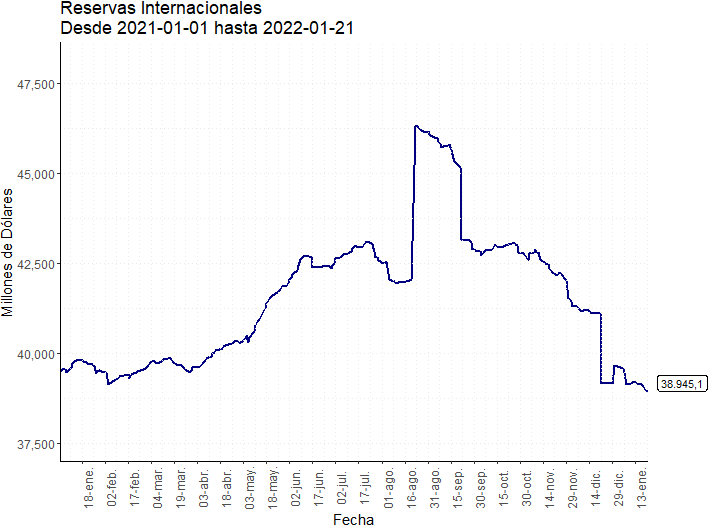 Reservas Internacionales
Desde 2021-01-01 hasta 2022-01-21
Millones de Dólares
47,500
45,000
42,500
40,000
37,500
38.945,1
18-ene.
02-feb.
17-feb.
04-mar.
19-mar.
03-abr.
18-abr.
03-may.
18-may.
02-jun.
17-jun.
02-jul.
17-jul.
01-ago.
16-ago.
31-ago.
15-sep.
30-sep.
15-oct.
30-oct.
14-nov.
29-nov.
14-dic.
29-dic.
13-ene.
Fecha